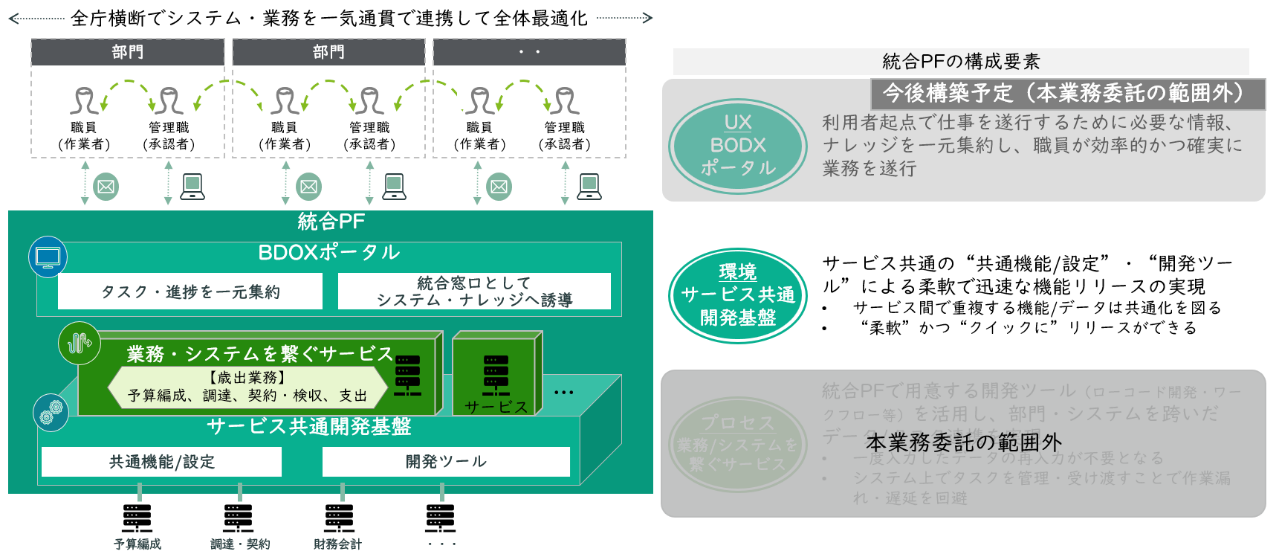 全庁横断でシステム・業務を一気通貫で連携して全体最適化
部門
部門
・・
職員
(作業者)
管理職
(承認者)
職員
(作業者)
管理職
(承認者)
職員
(作業者)
管理職
(承認者)
統合PF
BDOXポータル
タスク・進捗を一元集約
統合窓口として
システム・ナレッジへ誘導
業務・システムを繋ぐサービス
【歳出業務】
予算編成、調達、契約・検収、支出
サービス
・・・
サービス共通開発基盤
共通機能/設定
開発ツール
予算編成
調達・契約
財務会計
・・・
統合PFの構成要素
今後構築予定（本業務委託の範囲外）
UX
BODX
ポータル
利用者起点で仕事を遂行するために必要な情報、
ナレッジを一元集約し、職員が効率的かつ確実に
業務を遂行
環境
サービス共通
開発基盤
サービス共通の“共通機能/設定”・“開発ツー
ル”による柔軟で迅速な機能リリースの実現
• サービス間で重複する機能/データは共通化を図る
• “柔軟”かつ“クイックに”リリースができる
プロセス
業務/システムを
繋ぐサービス
統合PFで用意する開発ツール（ローコード開発・ワー
クフロー等）を活用し、部門・システムを跨いだ
本業務委託の範囲外
• 一度入力したデータの再入力が不要となる
• システム上でタスクを管理・受け渡すことで作業漏
れ・遅延を回避